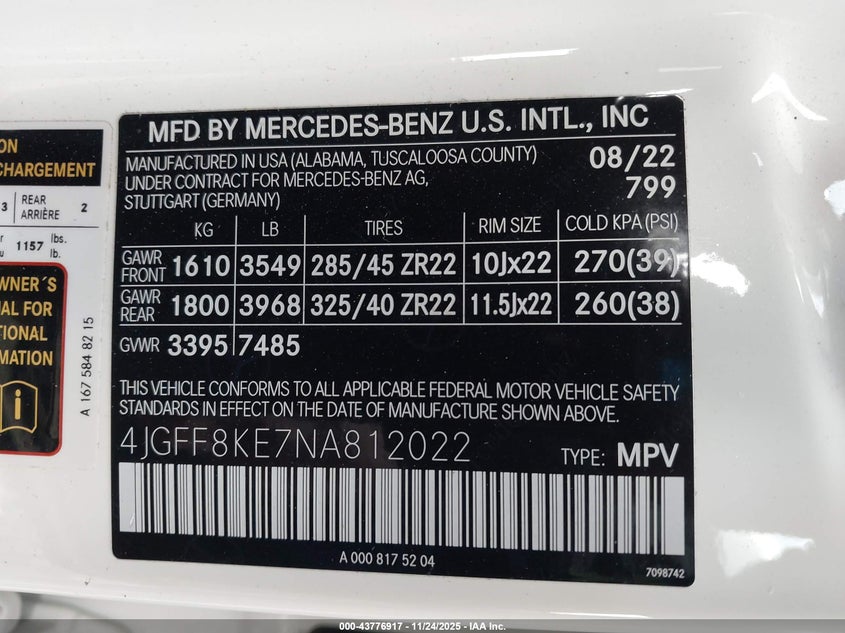 ON
CHARGEMENT
3 REAR ARRIÈRE 2
1157 lbs. lb.
OWNER´S
UAL FOR
TIONAL
RMATION
A 167 584 82 15
MFD BY MERCEDES-BENZ U.S. INTL., INC
MANUFACTURED IN USA (ALABAMA, TUSCALOOSA COUNTY) 08/22
UNDER CONTRACT FOR MERCEDES-BENZ AG, 799
STUTTGART (GERMANY)
KG LB TIRES RIM SIZE COLD KPA(PSI)
GAWR FRONT 1610 3549 285/45 ZR22 10Jx22 270(39)
GAWR REAR 1800 3968 325/40 ZR22 11.5Jx22 260(38)
GVWR 3395 7485
THIS VEHICLE CONFORMS TO ALL APPLICABLE FEDERAL MOTOR VEHICLE SAFETY
STANDARDS IN EFFECT ON THE DATE OF MANUFACTURE SHOWN ABOVE.
4JGFF8KE7NA812022 TYPE: MPV
A 000 817 52 04
7098742
000-43776917 - 11/24/2025 - IAA Inc.